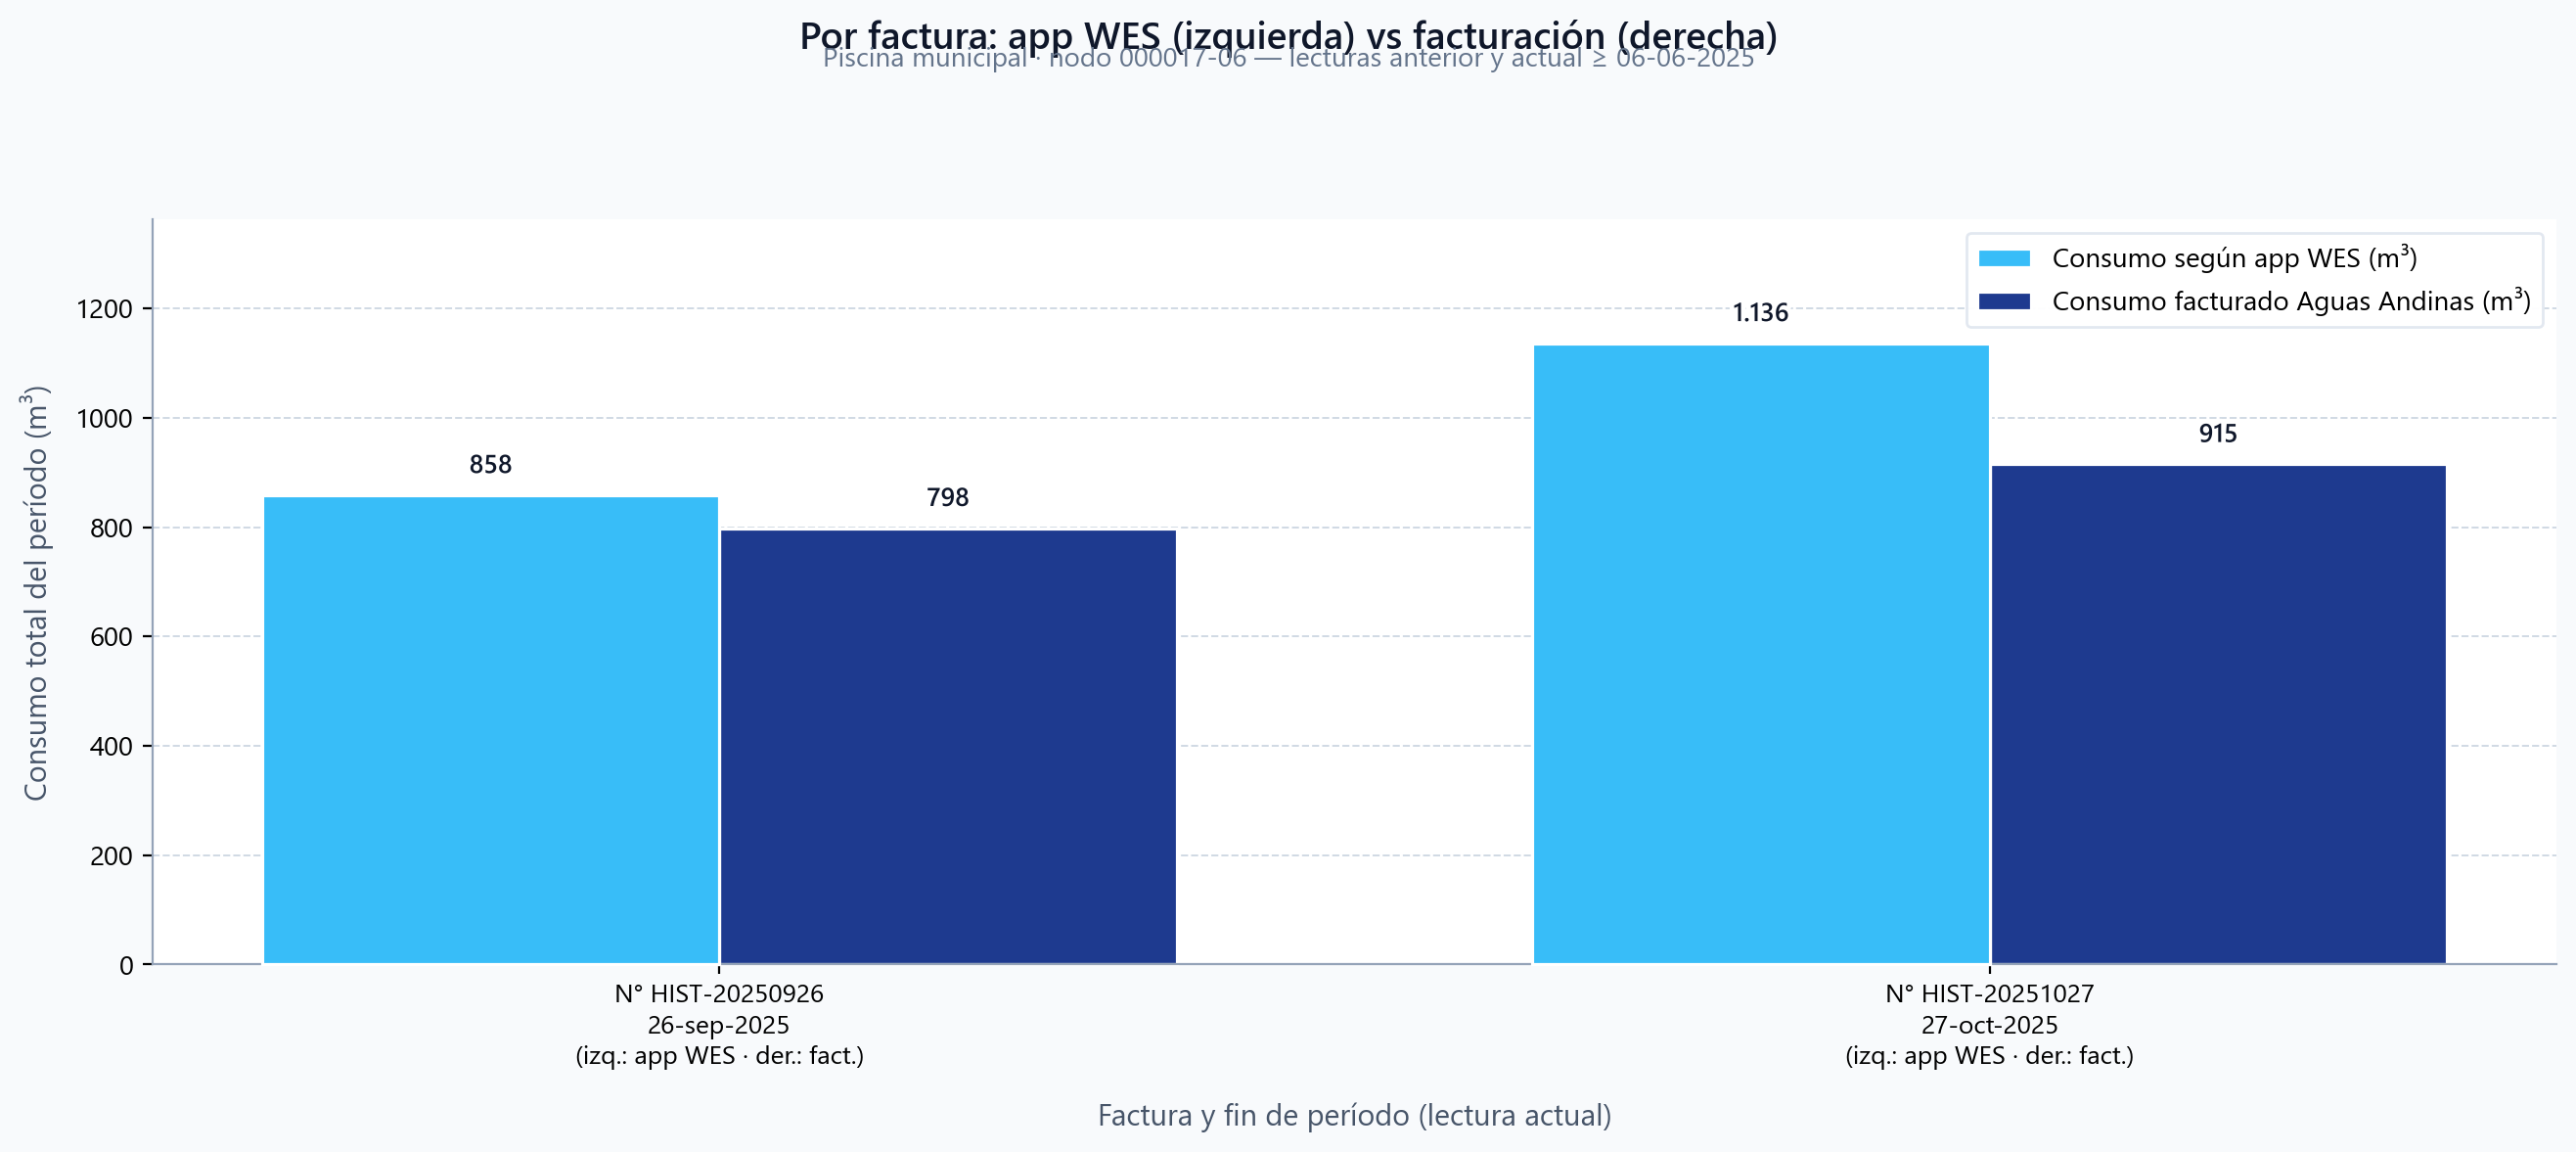 Por factura: app WES (izquierda) vs facturación (derecha)
Piscina municipal · nodo 000017-06 — lecturas anterior y actual ≥ 06-06-2025
Consumo según app WES (m³)
Consumo facturado Aguas Andinas (m³)
Consumo total del período (m³)
1200
1000
800
600
400
200
0
858
798
1.136
915
N° HIST-20250926
26-sep-2025
(izq.: app WES · der.: fact.)
N° HIST-20251027
27-oct-2025
(izq.: app WES · der.: fact.)
Factura y fin de período (lectura actual)